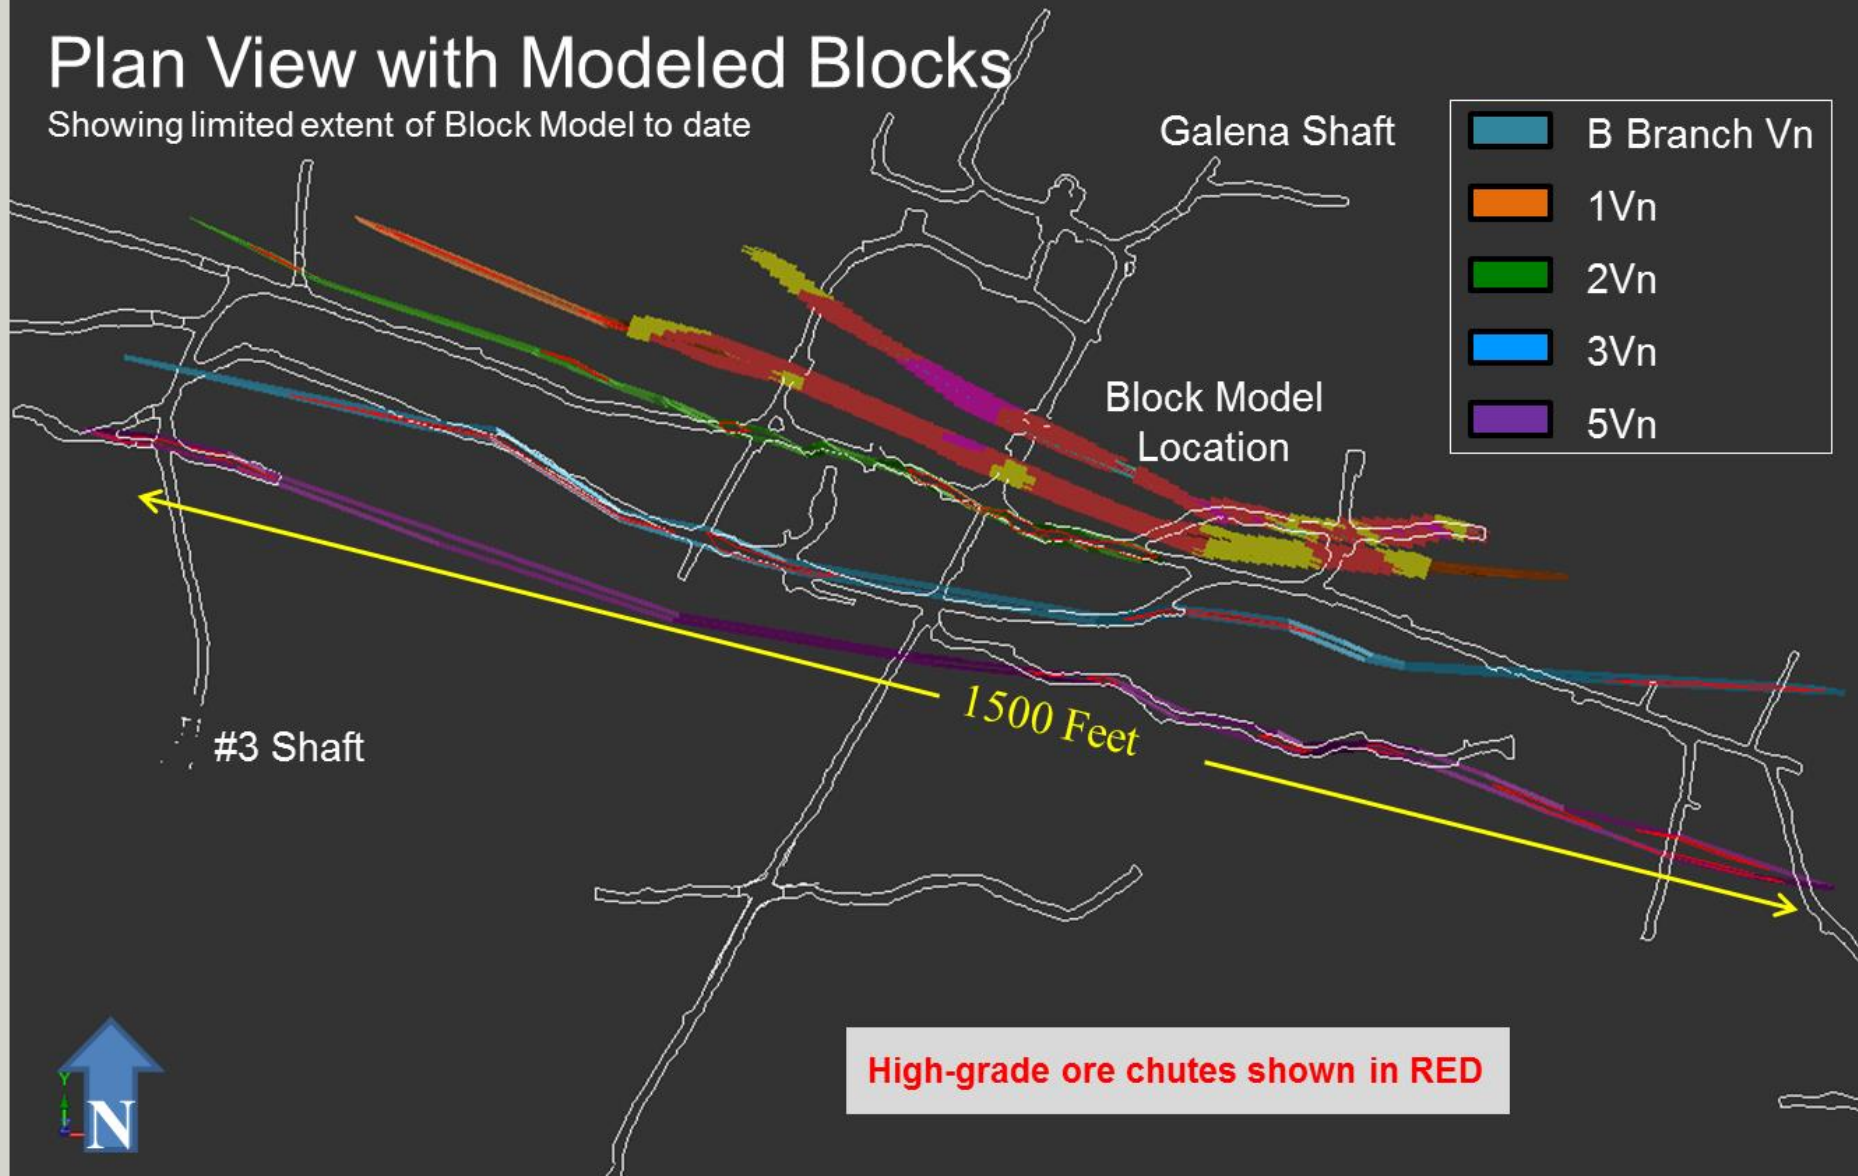 Plan View with Modeled Blocks
Showing limited extent of Block Model to date
Galena Shaft
B Branch Vn
1Vn
2Vn
3Vn
5Vn
Block Model
Location
1500 Feet
#3 Shaft
High-grade ore chutes shown in RED
Y
N